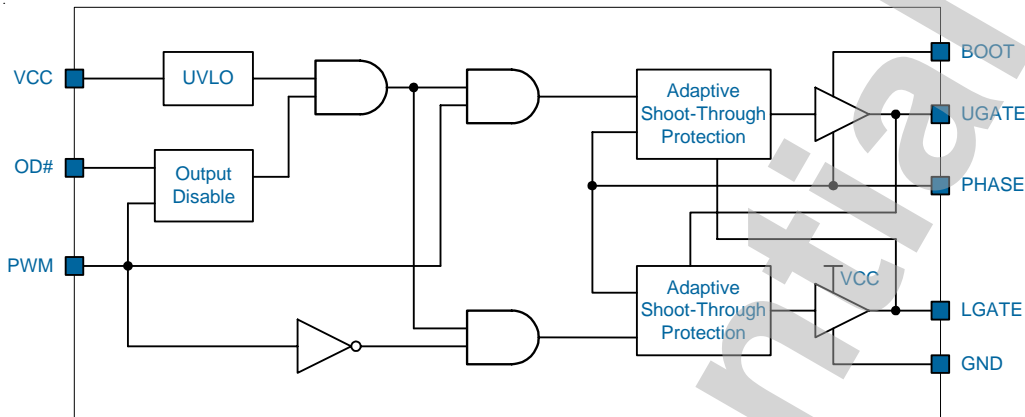 VCC
UVLO
OD#
Output
Disable
PWM
Adaptive
Shoot-Through
Protection
Adaptive
Shoot-Through
Protection
VCC
BOOT
UGATE
PHASE
LGATE
GND
ntial